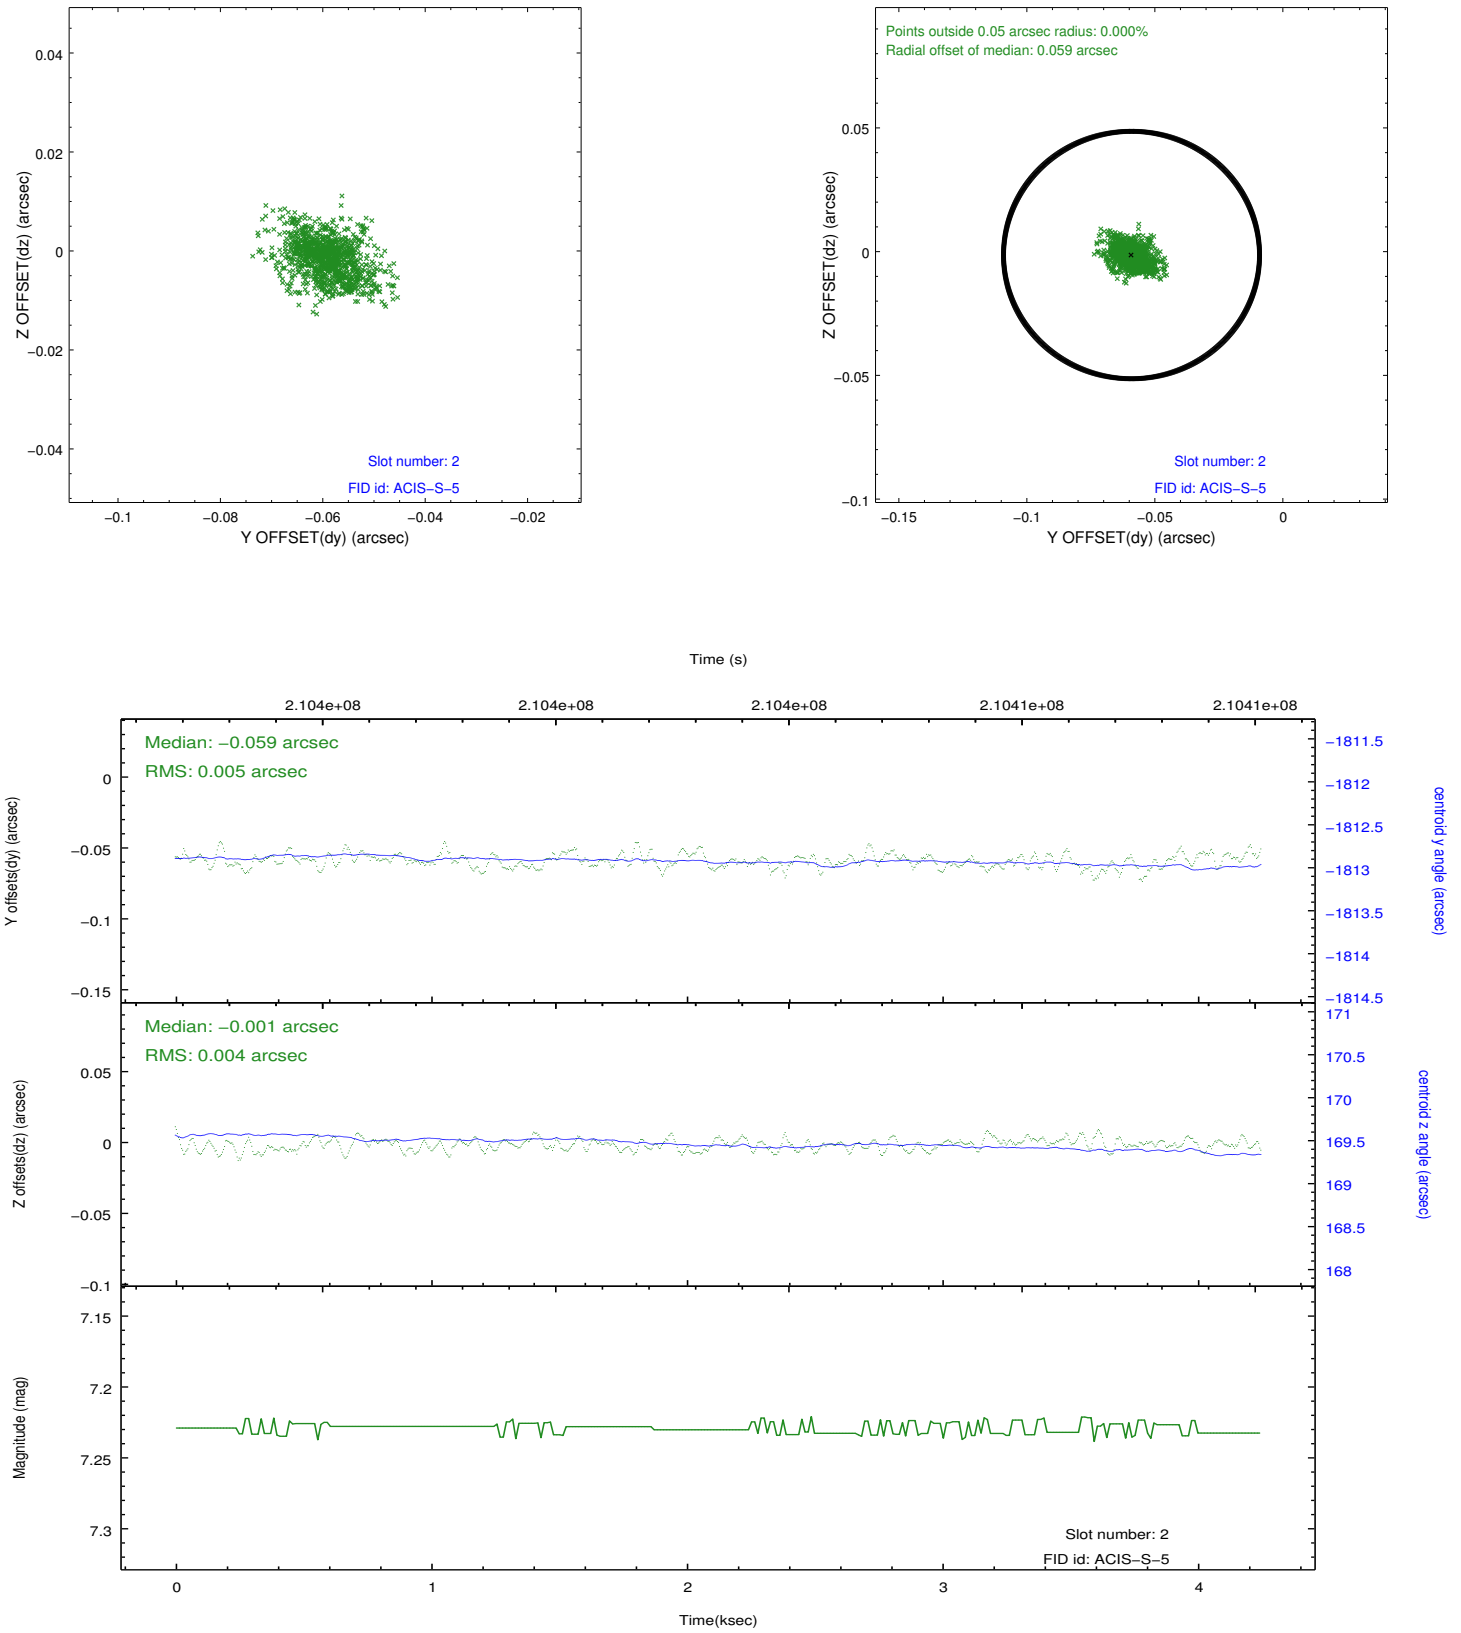 0.04
0.02
0
−0.02
−0.04
Z OFFSET(dz) (arcsec)
Slot number: 2
FID id: ACIS−S−5
−0.1
−0.08
−0.06
−0.04
−0.02
Y OFFSET(dy) (arcsec)
Points outside 0.05 arcsec radius: 0.000%
Radial offset of median: 0.059 arcsec
0.05
0
−0.05
−0.1
Z OFFSET(dz) (arcsec)
Slot number: 2
FID id: ACIS−S−5
−0.15
−0.1
−0.05
0
Y OFFSET(dy) (arcsec)
Time (s)
2.104e+08
2.104e+08
2.104e+08
2.1041e+08
2.1041e+08
Median: −0.059 arcsec
RMS: 0.005 arcsec
0
−0.05
−0.1
−0.15
Y offsets(dy) (arcsec)
−1811.5
−1812
−1812.5
−1813
−1813.5
−1814
−1814.5
centroid y angle (arcsec)
Median: −0.001 arcsec
RMS: 0.004 arcsec
0.05
0
−0.05
−0.1
Z offsets(dz) (arcsec)
171
170.5
170
169.5
169
168.5
168
centroid z angle (arcsec)
7.15
7.2
7.25
7.3
Magnitude (mag)
Slot number: 2
FID id: ACIS−S−5
0
1
2
3
4
Time(ksec)